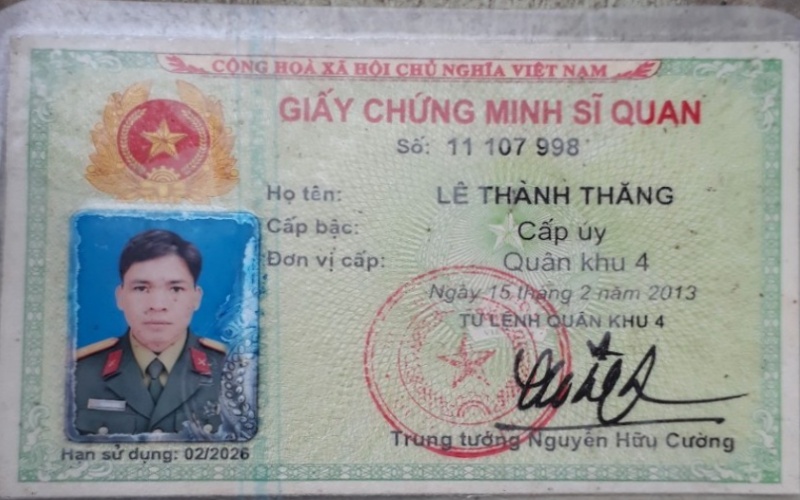 CỘNG HOÀ XÃ HỘI CHỦ NGHĨA VIỆT NAM
GIẤY CHỨNG MINH SĨ QUAN
Số: 11 107 998
Họ tên: LÊ THÀNH THĂNG
Cấp bậc: Cấp úy
Đơn vị cấp: Quân khu 4
Ngày 15 tháng 2 năm 2013
TƯ LỆNH QUÂN KHU 4
Trung tướng Nguyễn Hữu Cường
Hạn sử dụng: 02/2026